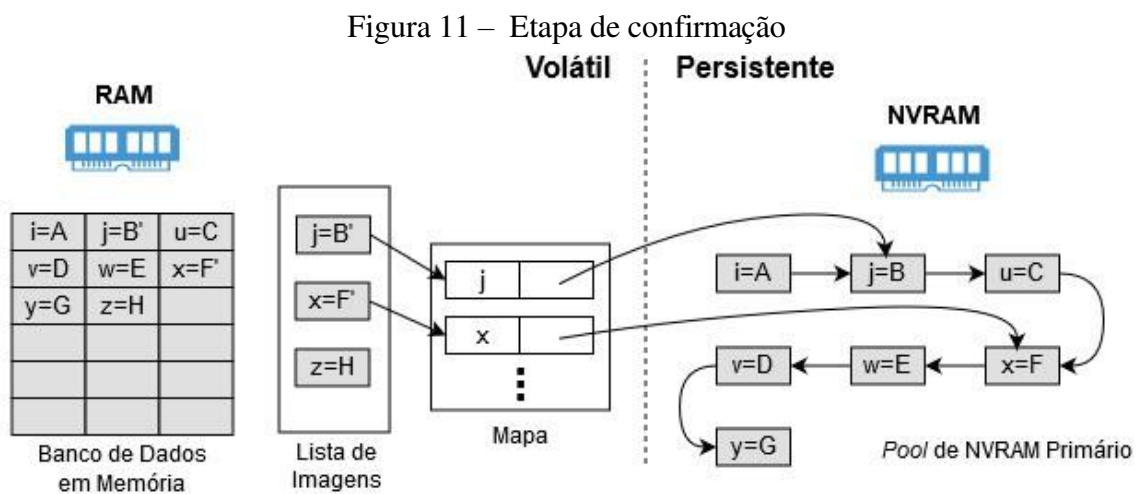 Figura 11 – Etapa de confirmação
Volátil
Persistente
RAM
NVRAM
i=A j=B' u=C
v=D w=E x=F'
y=G z=H
Banco de Dados
em Memória
j=B'
x=F'
z=H
Lista de
Imagens
j
x
Mapa
i=A j=B u=C
v=D w=E x=F
y=G
Pool de NVRAM Primário